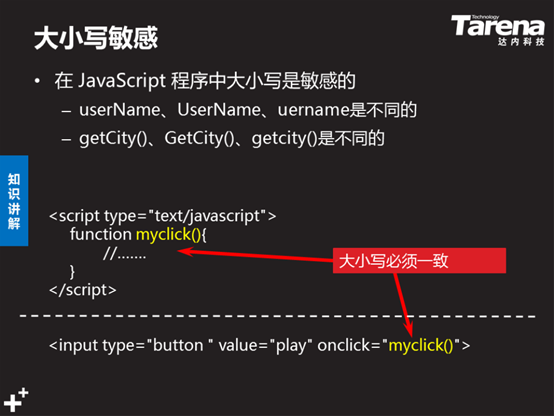 大小写敏感
Technology
Tarena
达内科技
• 在 JavaScript 程序中大小写是敏感的
– userName、UserName、uername是不同的
– getCity()、GetCity()、getcity()是不同的
知识讲解
<script type="text/javascript">
function myclick(){
//.......
}
</script>
大小写必须一致
<input type="button " value="play" onclick="myclick()">